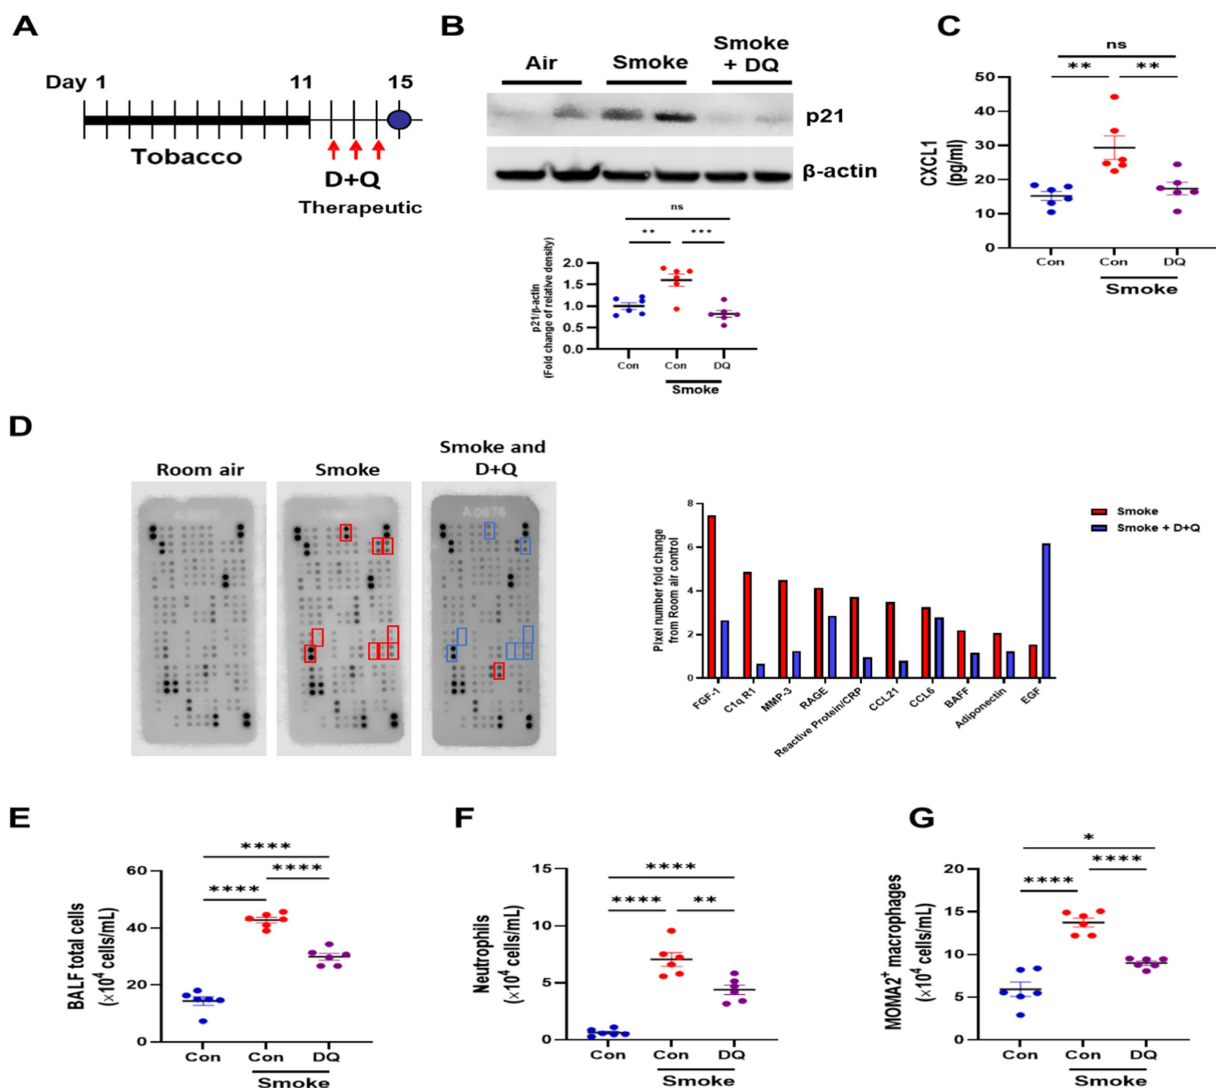 A
Day 1 11 15
Tobacco
D+Q
Therapeutic
B
Air Smoke Smoke
+ DQ
p21
β-actin
ns
** ***
p21/β-actin
(Fold change of relative density)
2.0
1.5
1.0
0.5
0.0
Con Con DQ
Smoke
C
ns
** **
CXCL1
(pg/ml)
50
40
30
20
10
0
Con Con DQ
Smoke
D
Room air Smoke Smoke and
D+Q
A0676
Pixel number fold change
from Room air control
8
6
4
2
0
FGF-1 C1q R1 MMP-3 RAGE Reactive Protein/CRP CCL21 CCL6 BAFF Adiponectin EGF
Smoke
Smoke + D+Q
E
****
**** ****
BALF total cells
(×10⁴ cells/mL)
60
40
20
0
Con Con DQ
Smoke
F
****
**** **
Neutrophils
(×10⁴ cells/mL)
15
10
5
0
Con Con DQ
Smoke
G
*
**** ****
MOMA2⁺ macrophages
(×10⁴ cells/mL)
20
15
10
5
0
Con Con DQ
Smoke